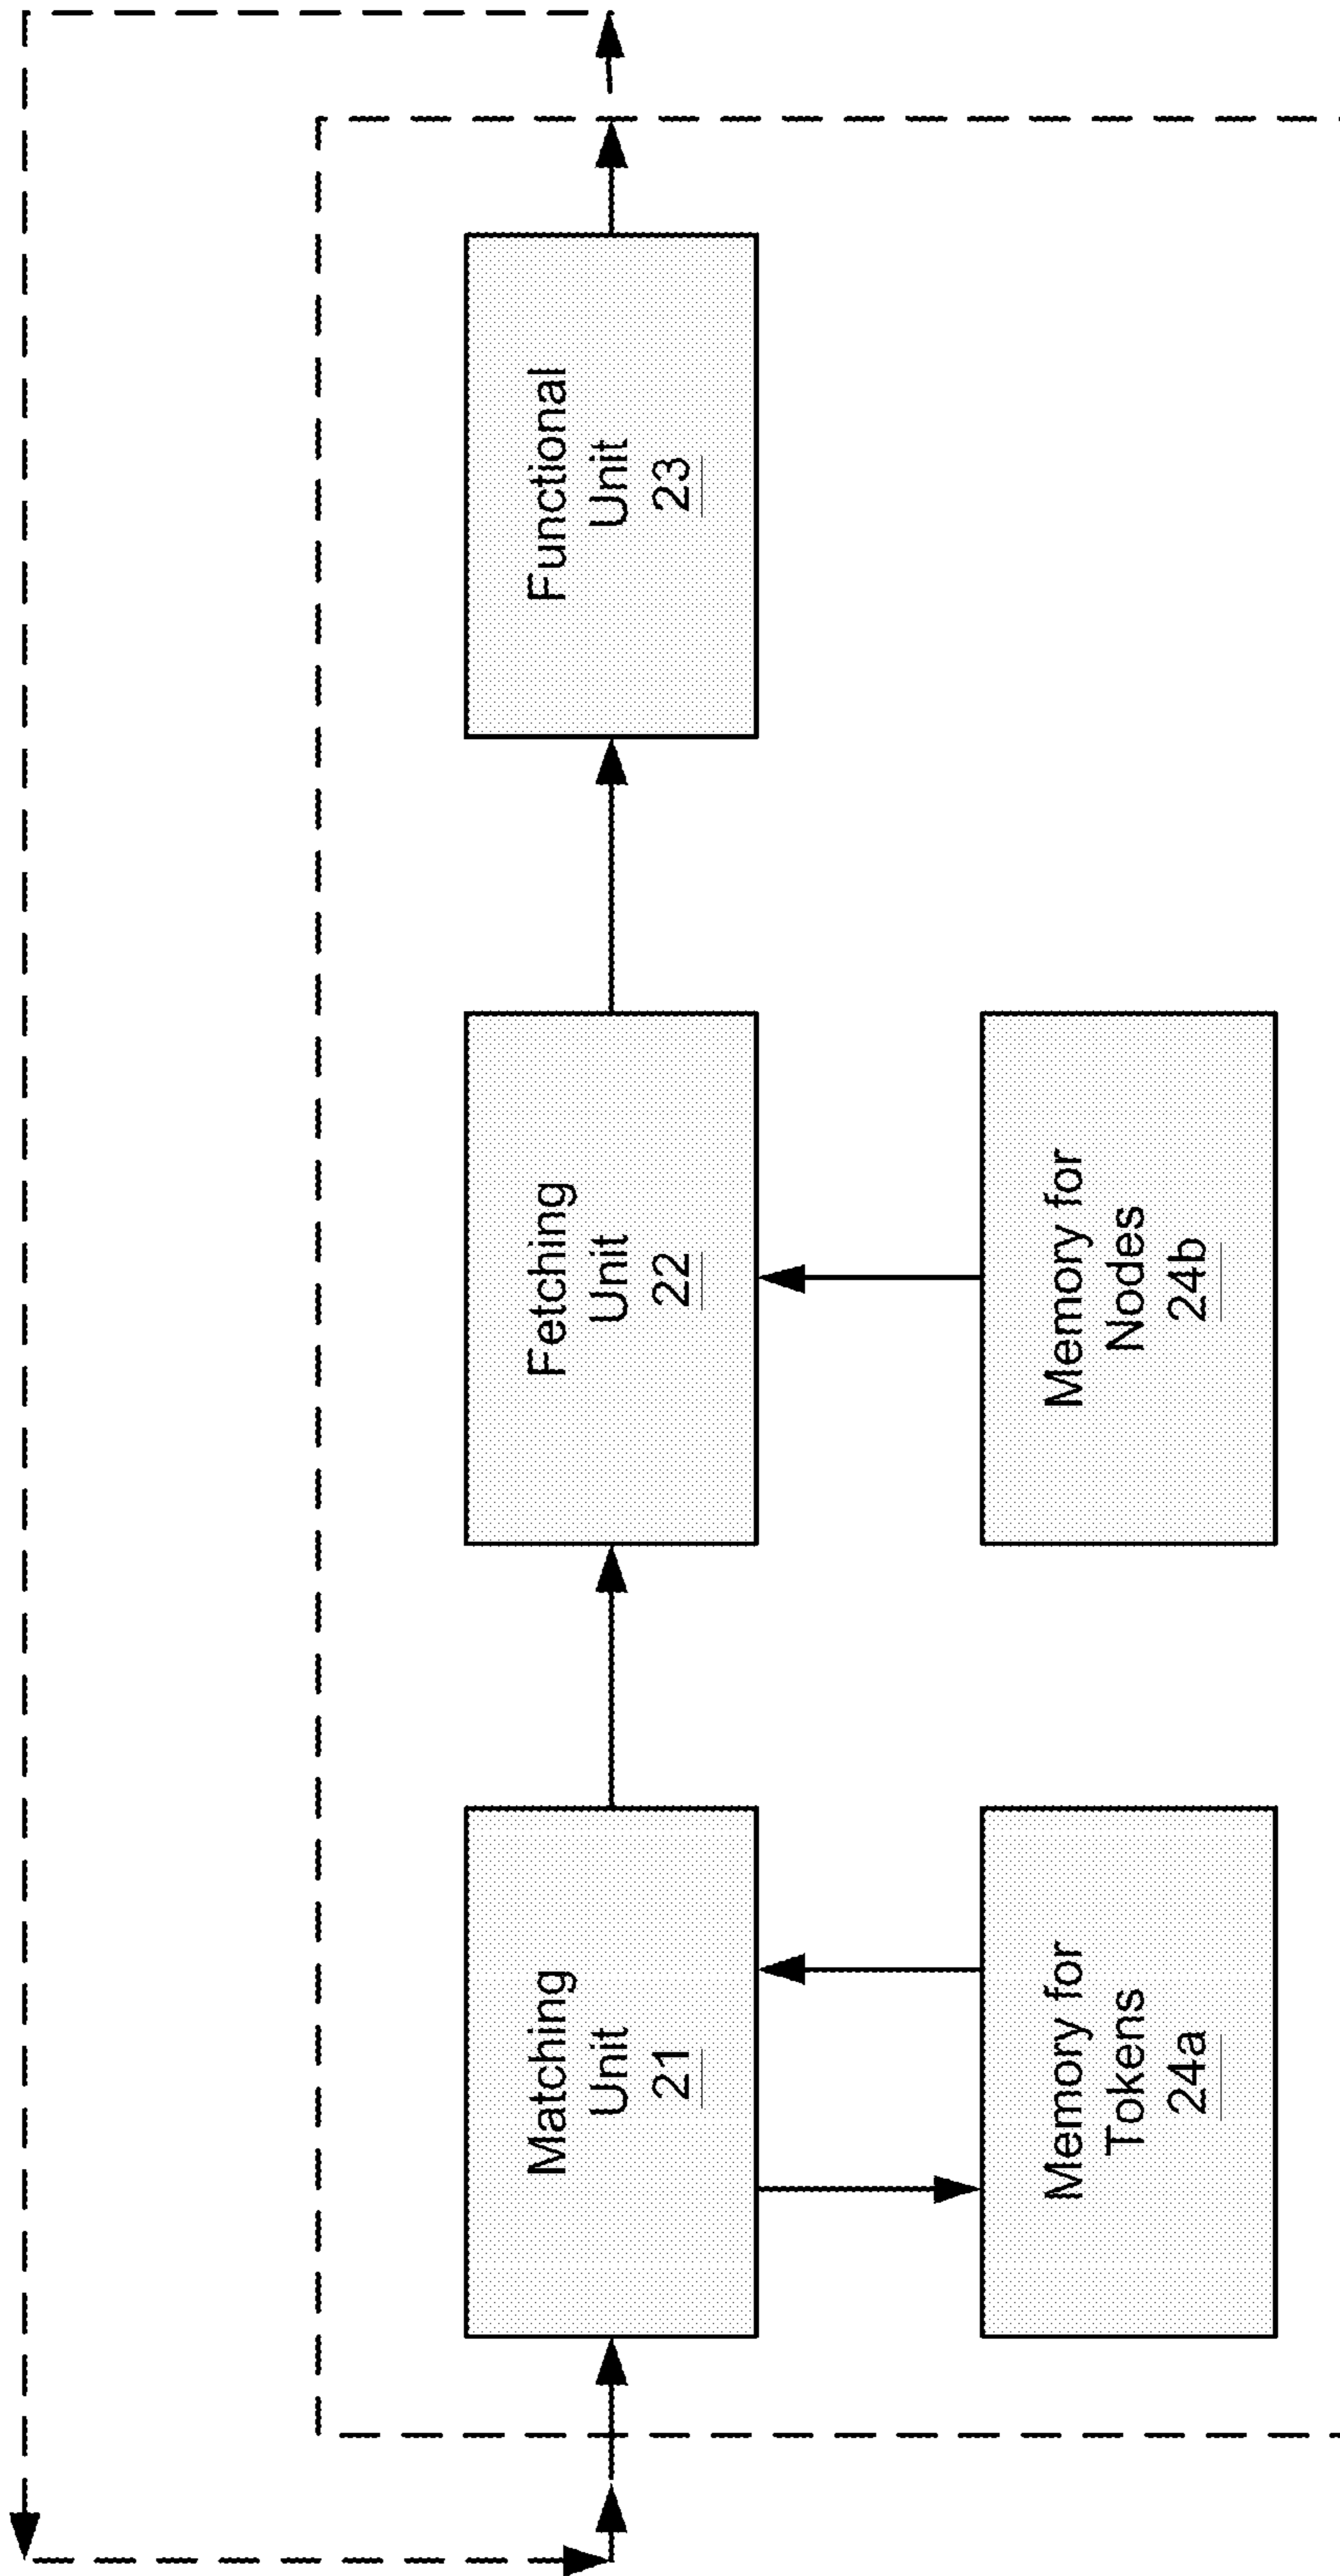 Matching
Unit
21
Fetching
Unit
22
Functional
Unit
23
Memory for
Tokens
24a
Memory for
Nodes
24b